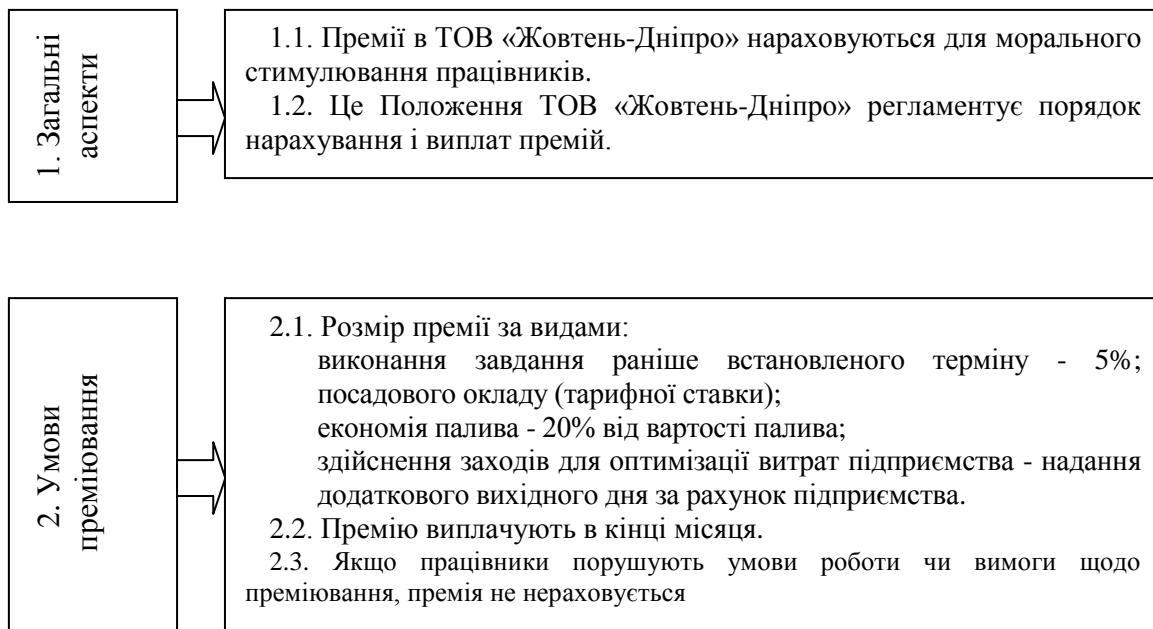 1. Загальні
аспекти
1.1. Премії в ТОВ «Жовтень-Дніпро» нараховуються для морального
стимулювання працівників.
1.2. Це Положення ТОВ «Жовтень-Дніпро» регламентує порядок
нарахування і виплат премій.
2. Умови
преміювання
2.1. Розмір премії за видами:
виконання завдання раніше встановленого терміну - 5%;
посадового окладу (тарифної ставки);
економія палива - 20% від вартості палива;
здійснення заходів для оптимізації витрат підприємства - надання
додаткового вихідного дня за рахунок підприємства.
2.2. Премію виплачують в кінці місяця.
2.3. Якщо працівники порушують умови роботи чи вимоги щодо
преміювання, премія не нераховується